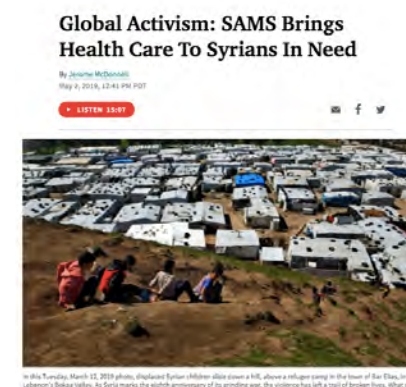 Global Activism: SAMS Brings
Health Care To Syrians In Need
By Jerome McDonnell
May 2, 2019, 12:41 PM PDT
LISTEN 15:07
In this Tuesday, March 12, 2019 photo, displaced Syrian children slide down a hill, above a refugee camp in the town of Bar Elias, in
Lebanon's Bekaa Valley. As Syria marks the eighth anniversary of its grinding war, the violence has left a trail of broken lives. What